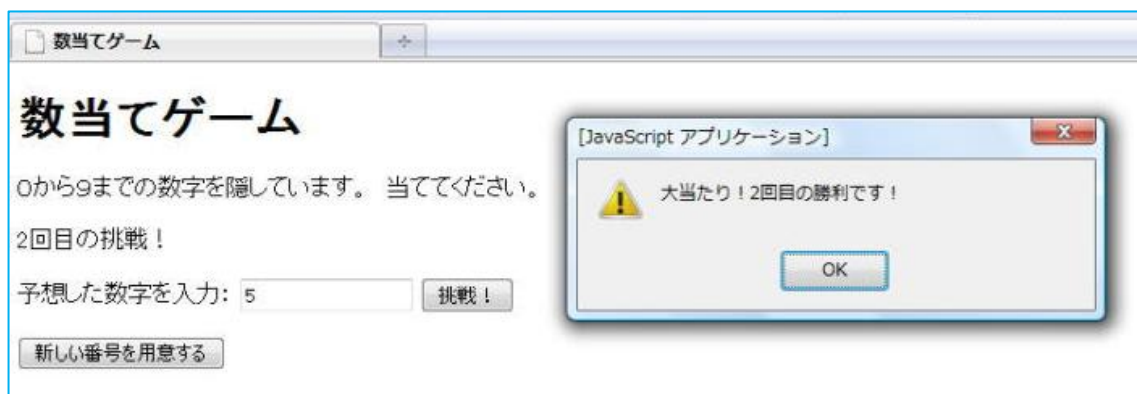 数当てゲーム
数当てゲーム
0から9までの数字を隠しています。 当ててください。
2回目の挑戦！
予想した数字を入力: 5 挑戦！
新しい番号を用意する
[JavaScript アプリケーション]
大当たり！2回目の勝利です！
OK